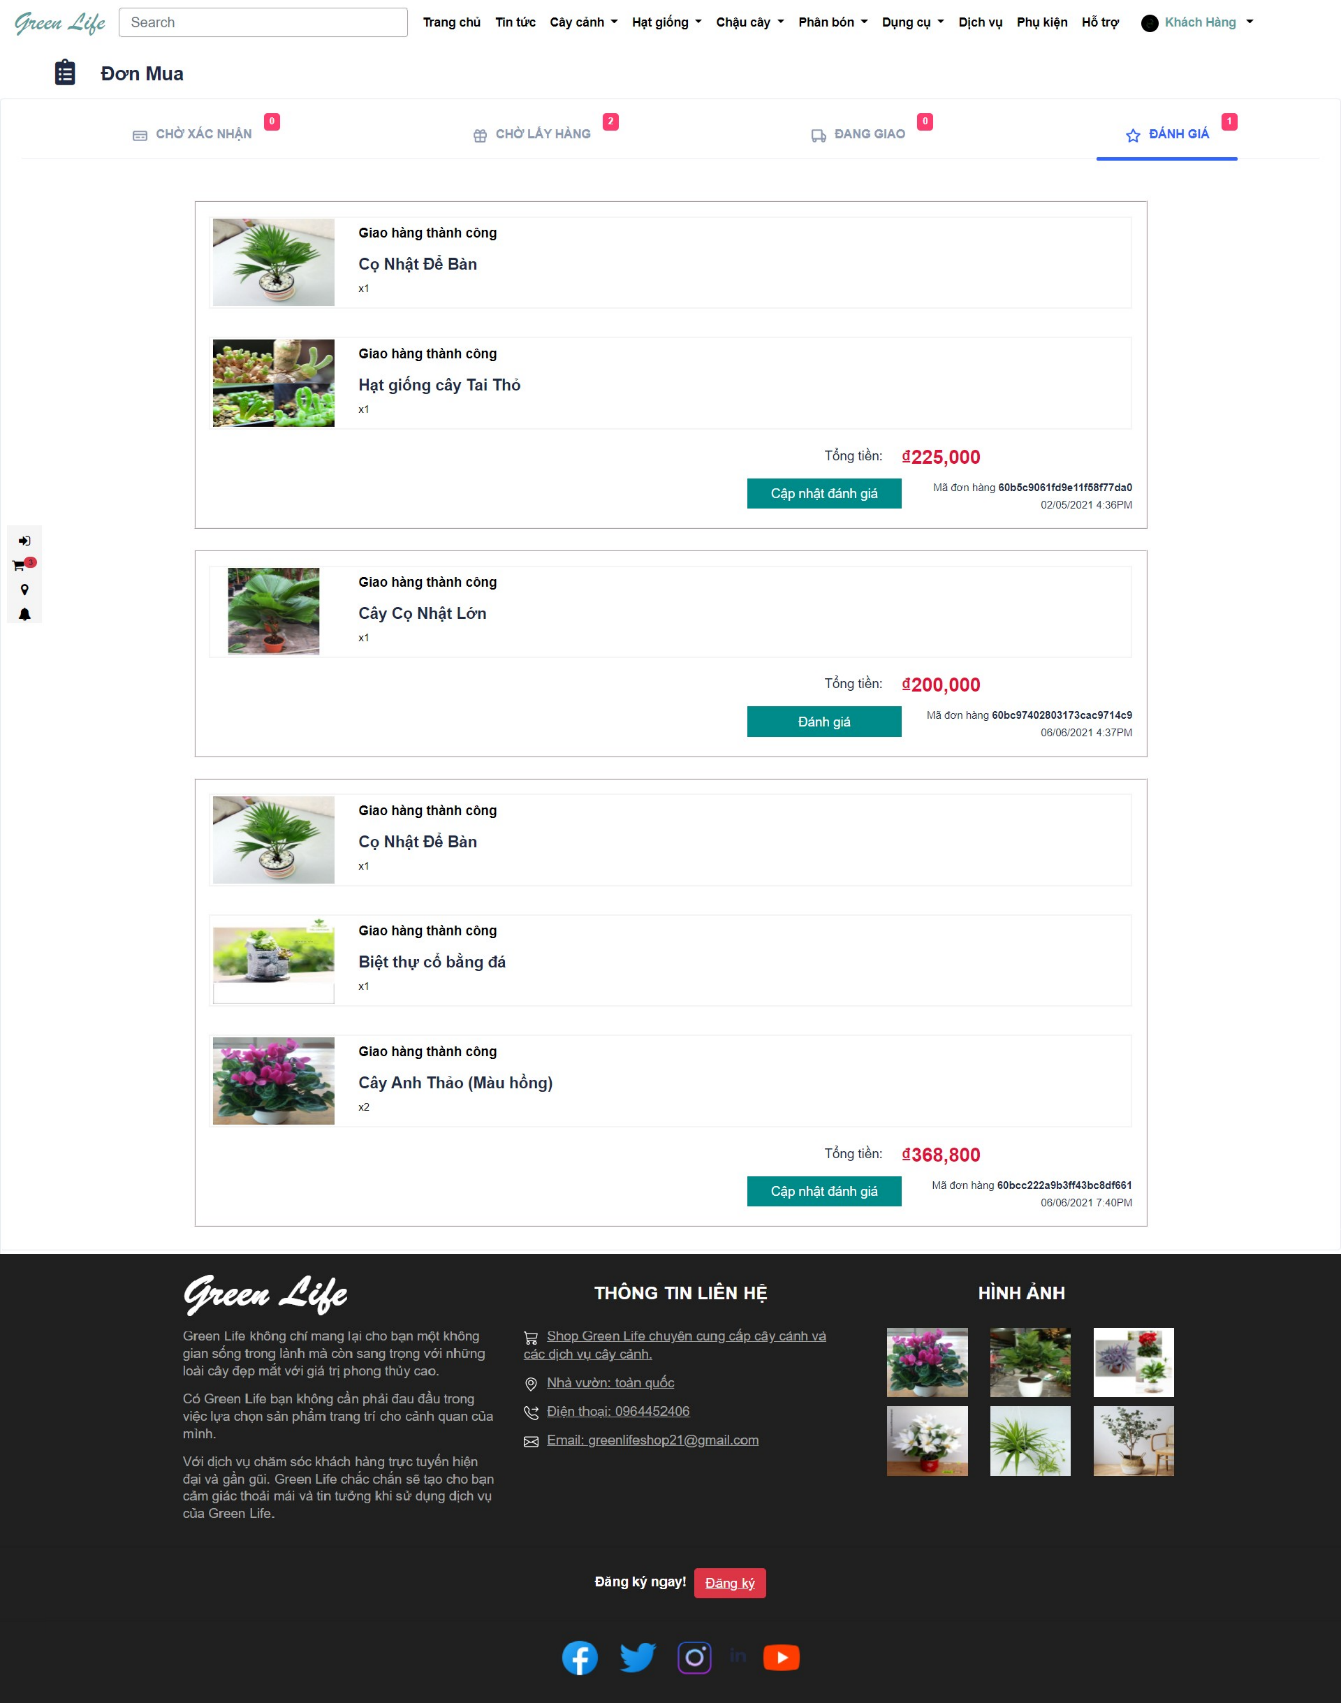 Green Life
Search
Trang chủ
Tin tức
Cây cảnh
Hạt giống
Chậu cây
Phân bón
Dụng cụ
Dịch vụ
Phụ kiện
Hỗ trợ
Khách Hàng
Đơn Mua
CHỜ XÁC NHẬN
0
CHỜ LẤY HÀNG
2
ĐANG GIAO
0
ĐÁNH GIÁ
1
Giao hàng thành công
Cọ Nhật Để Bàn
x1
Giao hàng thành công
Hạt giống cây Tai Thỏ
x1
Tổng tiền: ₫225,000
Cập nhật đánh giá
Mã đơn hàng 60b5c9061fd9e11f58f77da0
02/05/2021 4:36PM
3
Giao hàng thành công
Cây Cọ Nhật Lớn
x1
Tổng tiền: ₫200,000
Đánh giá
Mã đơn hàng 60bc97402803173cac9714c9
06/06/2021 4:37PM
Giao hàng thành công
Cọ Nhật Để Bàn
x1
Giao hàng thành công
Biệt thự cổ bằng đá
x1
Giao hàng thành công
Cây Anh Thảo (Màu hồng)
x2
Tổng tiền: ₫368,800
Cập nhật đánh giá
Mã đơn hàng 60bcc222a9b3ff43bc8df661
06/06/2021 7:40PM
Green Life
Green Life không chỉ mang lại cho bạn một không
gian sống trong lành mà còn sang trọng với những
loài cây đẹp mắt với giá trị phong thủy cao.
Có Green Life bạn không cần phải đau đầu trong
việc lựa chọn sản phẩm trang trí cho cảnh quan của
mình.
Với dịch vụ chăm sóc khách hàng trực tuyến hiện
đại và gần gũi. Green Life chắc chắn sẽ tạo cho bạn
cảm giác thoải mái và tin tưởng khi sử dụng dịch vụ
của Green Life.
THÔNG TIN LIÊN HỆ
Shop Green Life chuyên cung cấp cây cảnh và
các dịch vụ cây cảnh.
Nhà vườn: toàn quốc
Điện thoại: 0964452406
Email: greenlifeshop21@gmail.com
HÌNH ẢNH
Đăng ký ngay!
Đăng ký
in